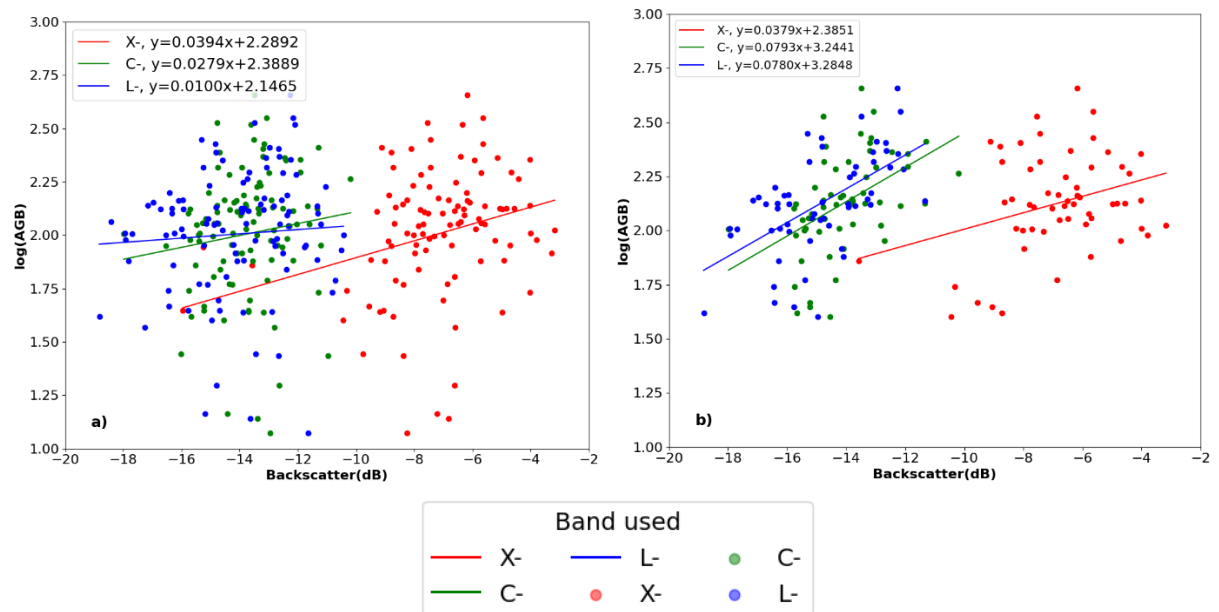 X-, y=0.0394x+2.2892
C-, y=0.0279x+2.3889
L-, y=0.0100x+2.1465
3.00
2.75
2.50
2.25
2.00
1.75
1.50
1.25
1.00
log(AGB)
a)
−20 −18 −16 −14 −12 −10 −8 −6 −4 −2
Backscatter(dB)
X-, y=0.0379x+2.3851
C-, y=0.0793x+3.2441
L-, y=0.0780x+3.2848
3.00
2.75
2.50
2.25
2.00
1.75
1.50
1.25
1.00
log(AGB)
b)
−20 −18 −16 −14 −12 −10 −8 −6 −4 −2
Backscatter(dB)
Band used
X- L- C-
C- X- L-